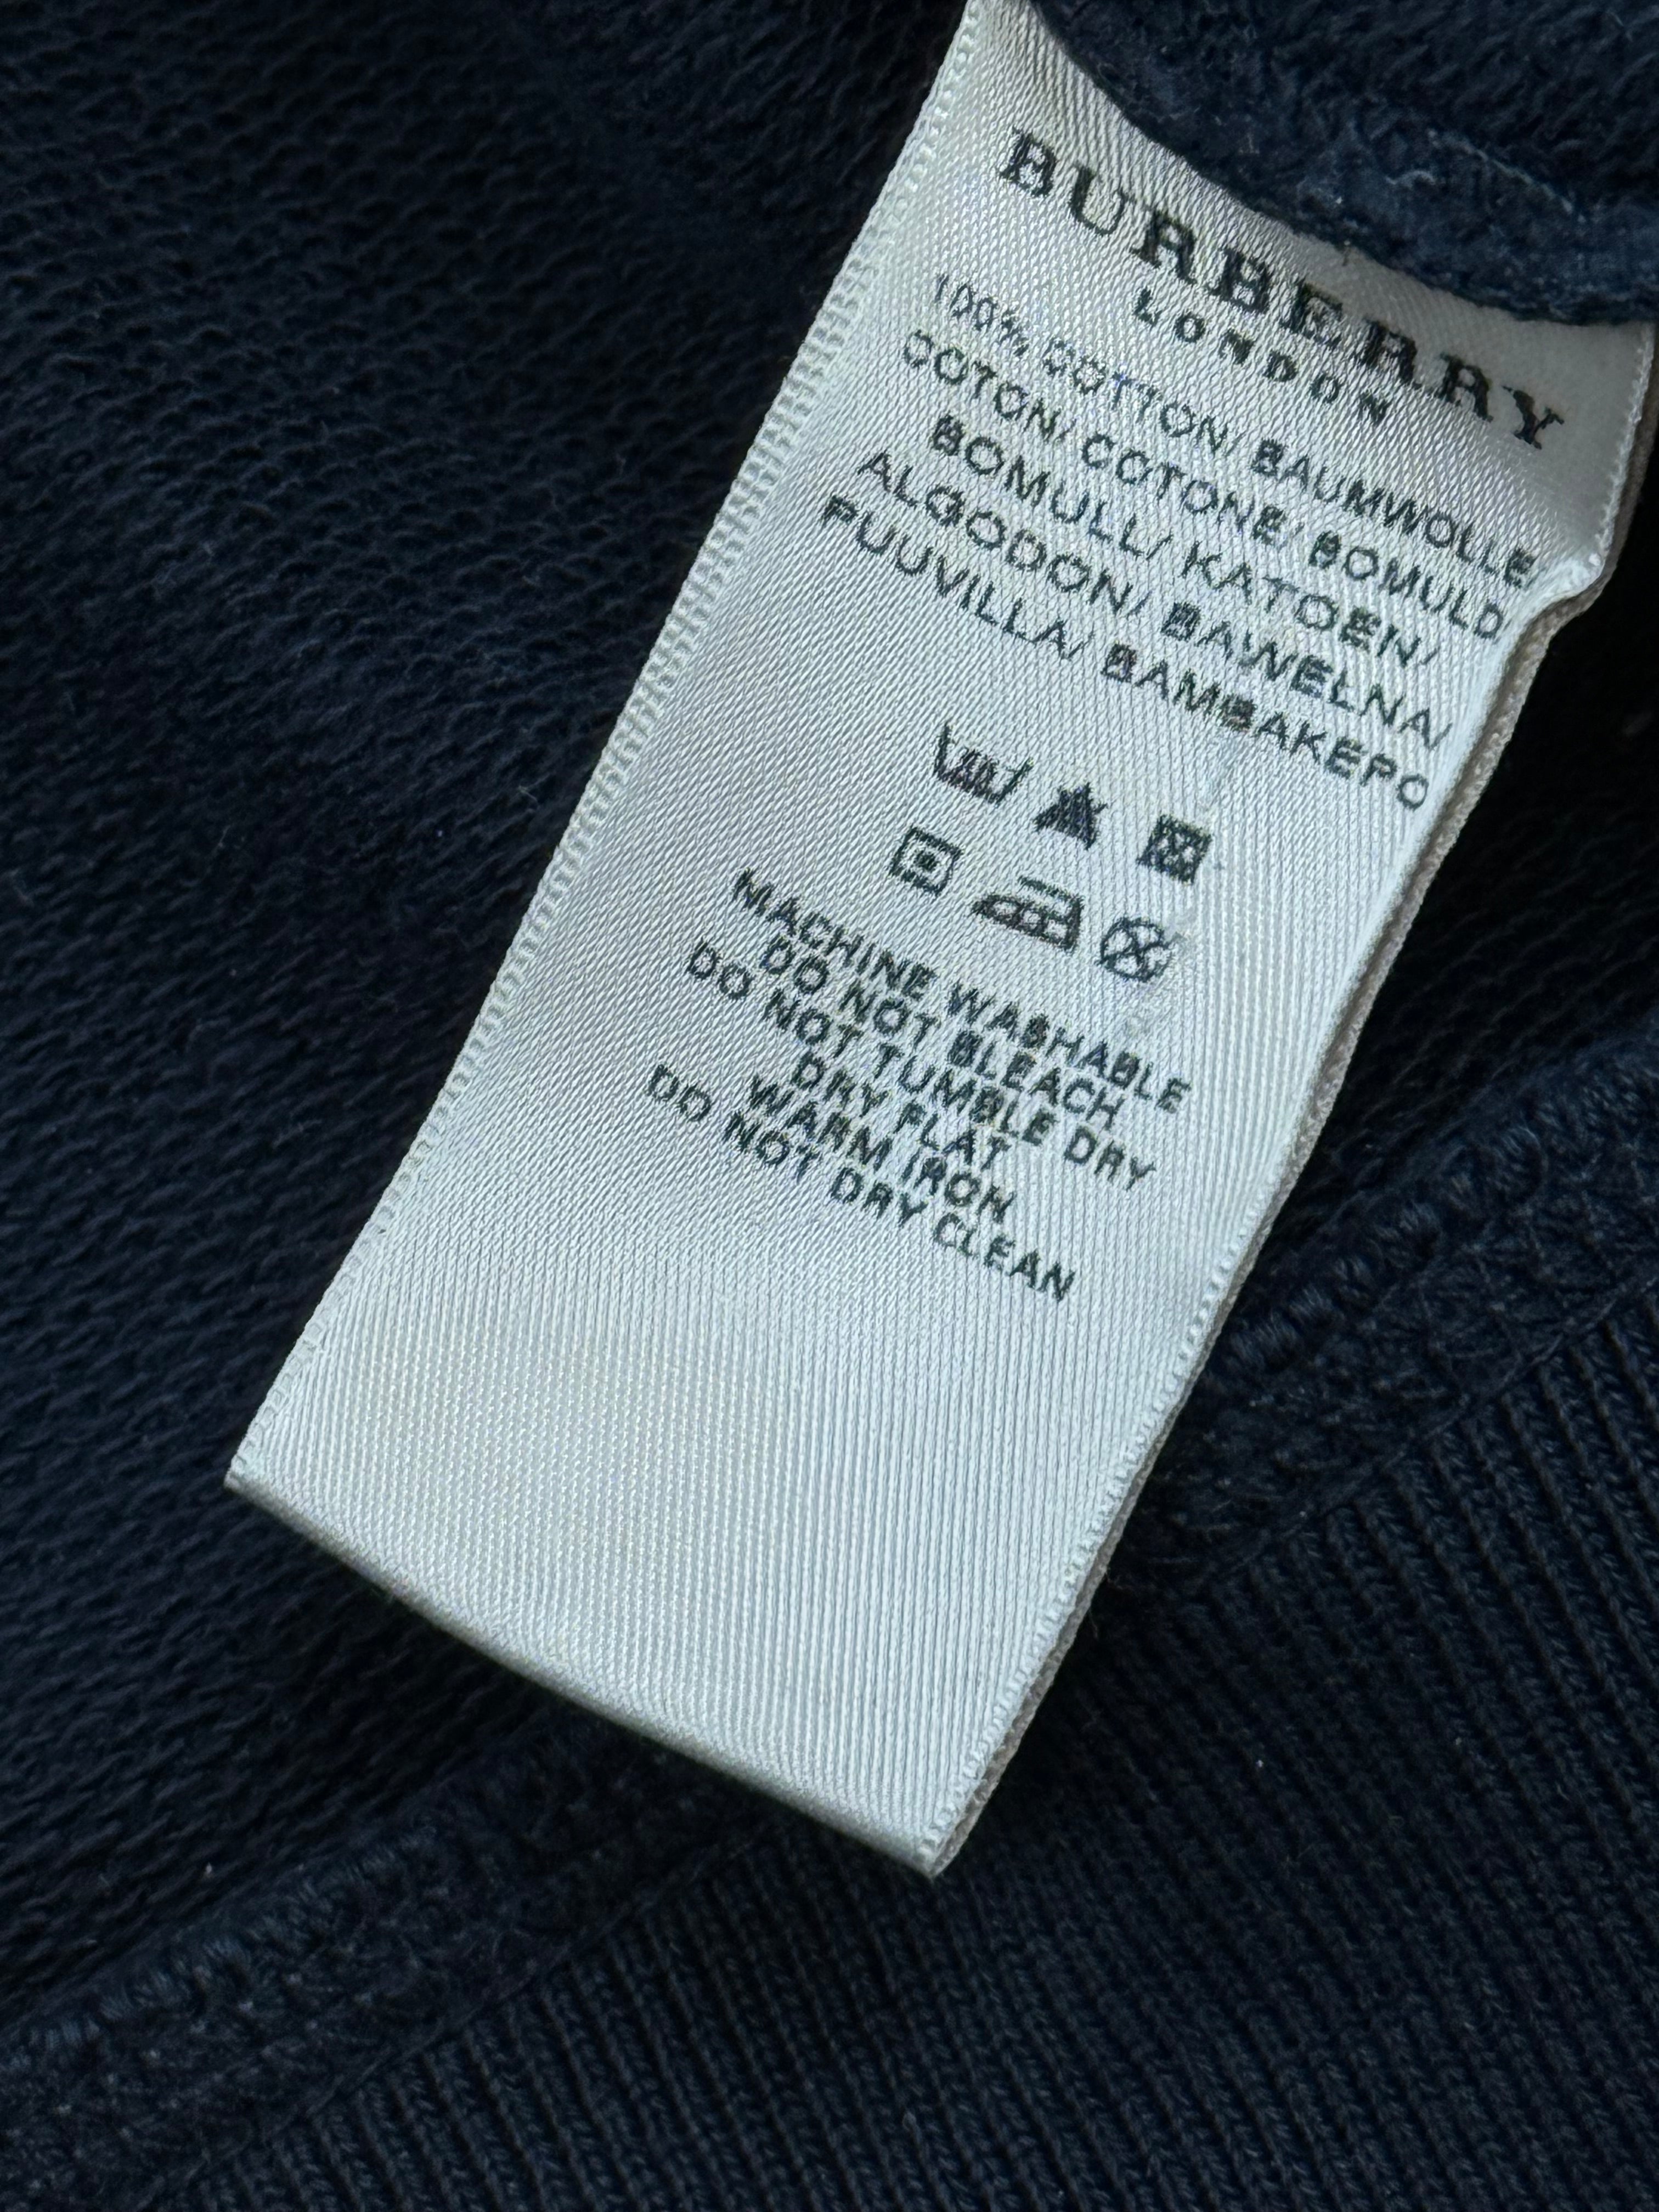 BURBERRY
LONDON
100% COTTON/ BAUMWOLLE/
COTON/ COTONE/ BOMULD/
BOMULL/ KATOEN/
ALGODON/ BAWELNA/
PUUVILLA/ BAMBAKEPO
MACHINE WASHABLE
DO NOT BLEACH
DO NOT TUMBLE DRY
DRY FLAT
WARM IRON
DO NOT DRY CLEAN